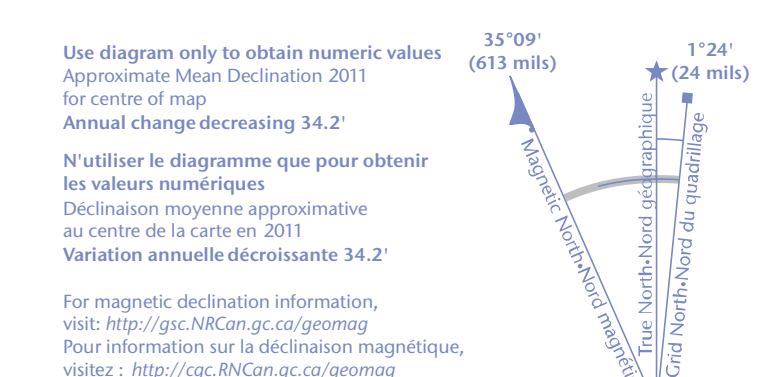 Use diagram only to obtain numeric values
Approximate Mean Declination 2011
for centre of map
Annual change decreasing 34.2'
N'utiliser le diagramme que pour obtenir
les valeurs numériques
Déclinaison moyenne approximative
au centre de la carte en 2011
Variation annuelle décroissante 34.2'
For magnetic declination information,
visit: http://gsc.NRCan.gc.ca/geomag
Pour information sur la déclinaison magnétique,
visitez : http://cgc.RNCan.gc.ca/geomag
35°09'
(613 mils)
1°24'
(24 mils)
Magnetic North•Nord magnéti
True North•Nord géographique
Grid North•Nord du quadrillage